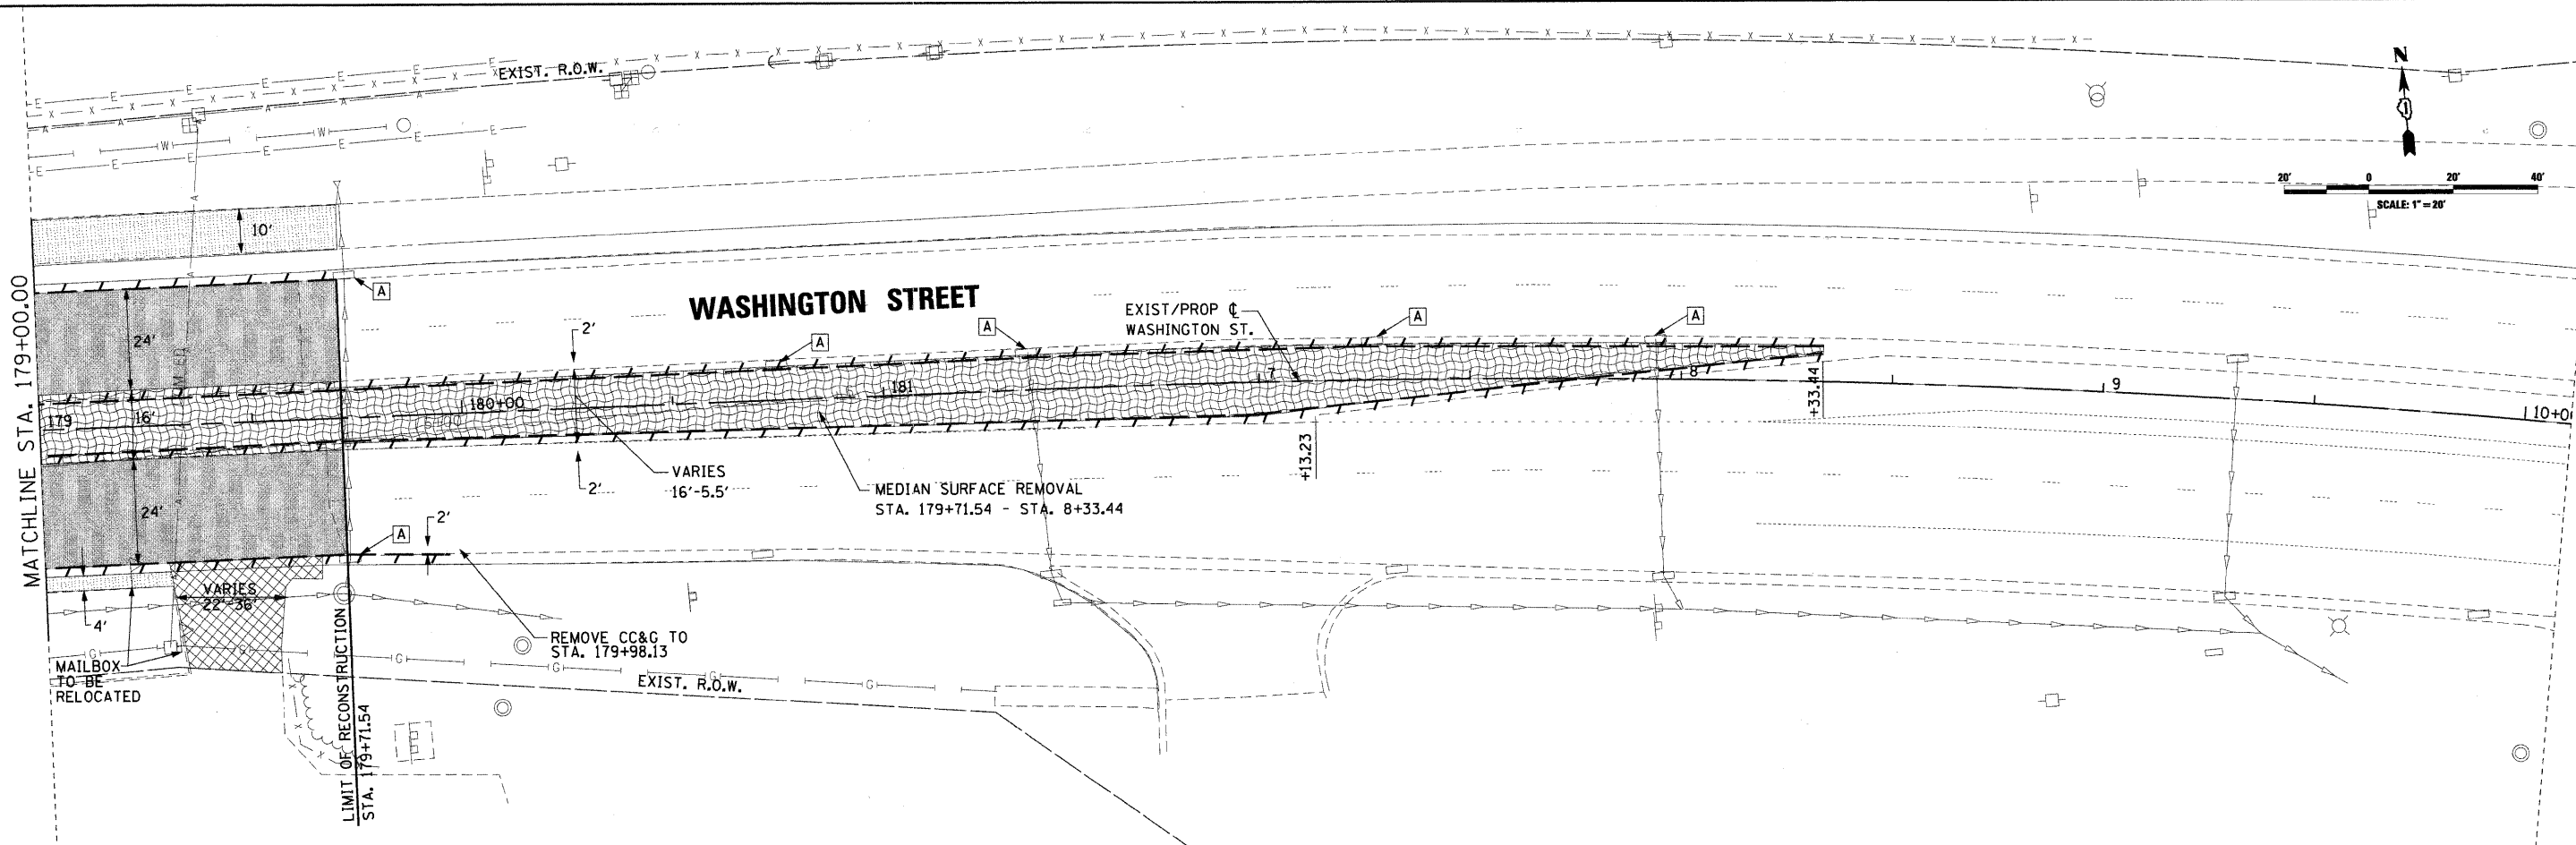 EXIST. R.O.W.
N
20' 0 20' 40'
SCALE: 1" = 20'
10'
A
MATCHLINE STA. 179+00.00
24'
WASHINGTON STREET
2'
A
A
EXIST/PROP ℄
WASHINGTON ST.
A
A
179
16'
180+00
181
7
8
9
10+0
+33.44
+13.23
VARIES
16'-5.5'
2'
MEDIAN SURFACE REMOVAL
STA. 179+71.54 - STA. 8+33.44
24'
A
2'
VARIES
22'-36'
4'
REMOVE CC&G TO
STA. 179+98.13
MAILBOX
TO BE
RELOCATED
EXIST. R.O.W.
LIMIT OF RECONSTRUCTION
STA. 179+71.54